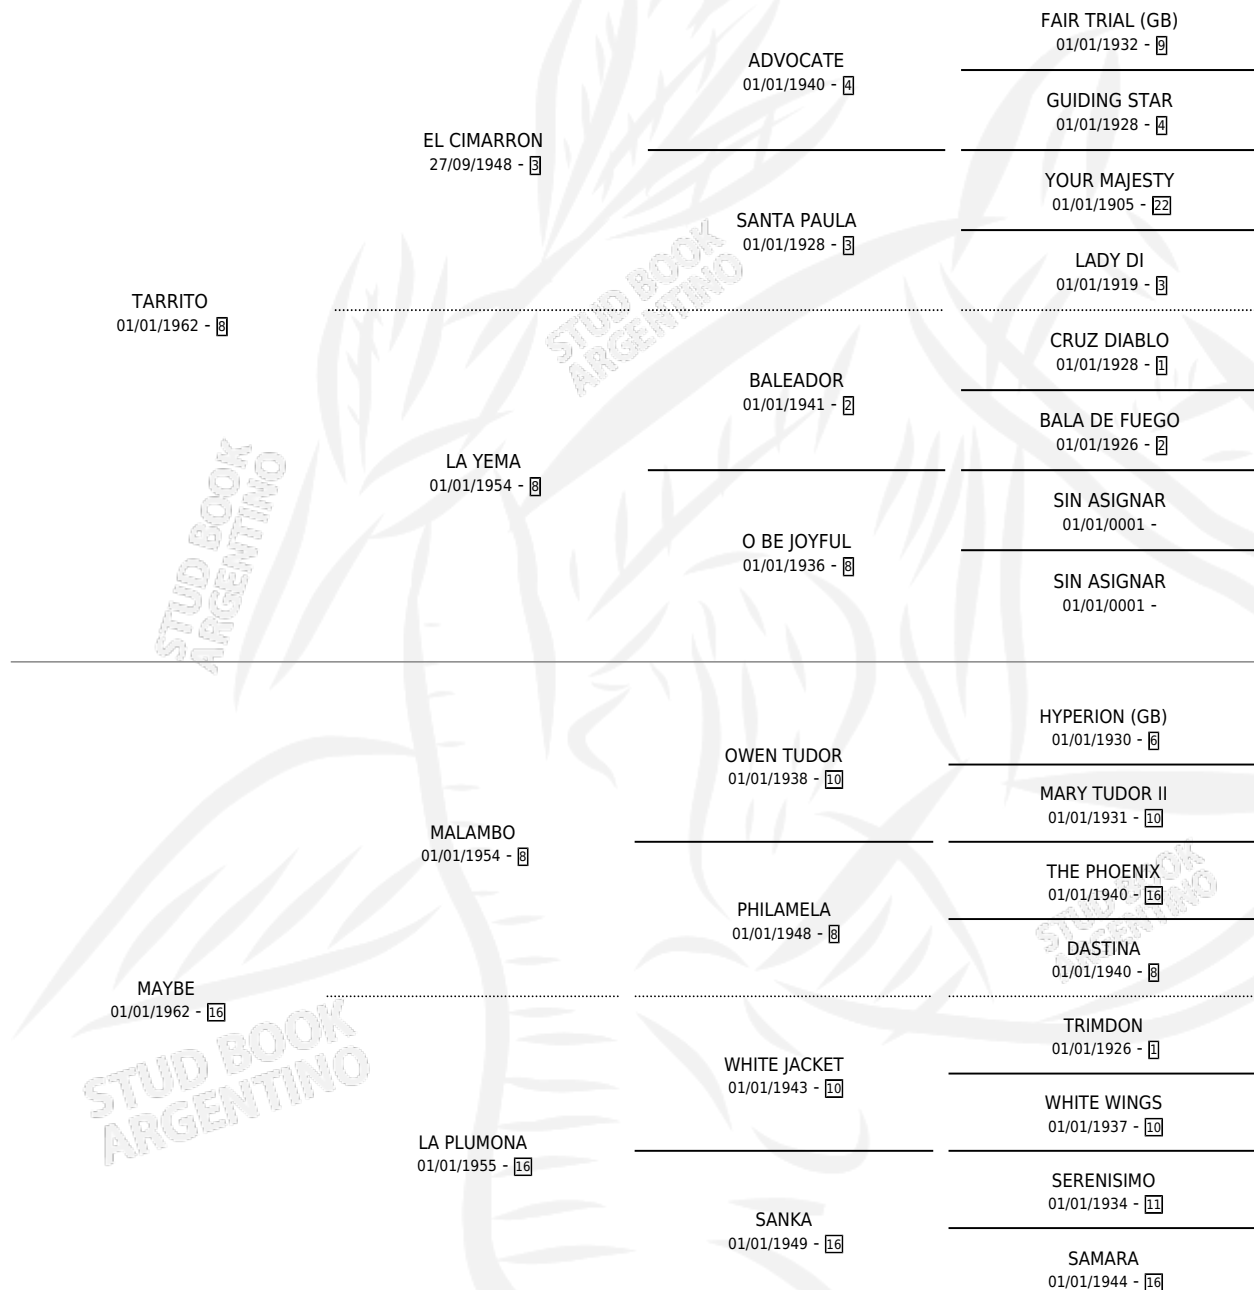 FAIR TRIAL (GB)
01/01/1932 - 9
ADVOCATE
01/01/1940 - 4
GUIDING STAR
01/01/1928 - 4
EL CIMARRON
27/09/1948 - 3
YOUR MAJESTY
01/01/1905 - 22
SANTA PAULA
01/01/1928 - 3
LADY DI
01/01/1919 - 3
TARRITO
01/01/1962 - 8
STUD BOOK
ARGENTINO
CRUZ DIABLO
01/01/1928 - 1
BALEADOR
01/01/1941 - 2
BALA DE FUEGO
01/01/1926 - 2
LA YEMA
01/01/1954 - 8
STUD BOOK
ARGENTINO
SIN ASIGNAR
01/01/0001 -
O BE JOYFUL
01/01/1936 - 8
SIN ASIGNAR
01/01/0001 -
HYPERION (GB)
01/01/1930 - 6
OWEN TUDOR
01/01/1938 - 10
MARY TUDOR II
01/01/1931 - 10
MALAMBO
01/01/1954 - 8
THE PHOENIX
01/01/1940 - 16
PHILAMELA
01/01/1948 - 8
STUD BOOK
ARGENTINO
DASTINA
01/01/1940 - 8
MAYBE
01/01/1962 - 16
STUD BOOK
ARGENTINO
TRIMDON
01/01/1926 - 1
WHITE JACKET
01/01/1943 - 10
WHITE WINGS
01/01/1937 - 10
LA PLUMONA
01/01/1955 - 16
SERENISIMO
01/01/1934 - 11
SANKA
01/01/1949 - 16
SAMARA
01/01/1944 - 16